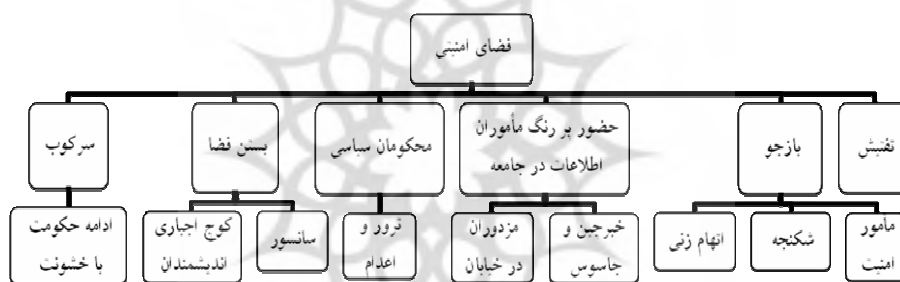 فضای امنیتی
تفتیش
بازجو
حضور پر رنگ مأموران
اطلاعات در جامعه
محکومان سیاسی
بستن فضا
سرکوب
مأمور
امنیت
شکنجه
اتهام زنی
خبرچین و
جاسوس
مزدوران
در خیابان
ترور و
اعدام
سانسور
کوچ اجباری
اندیشمندان
ادامه حکومت
با خشونت